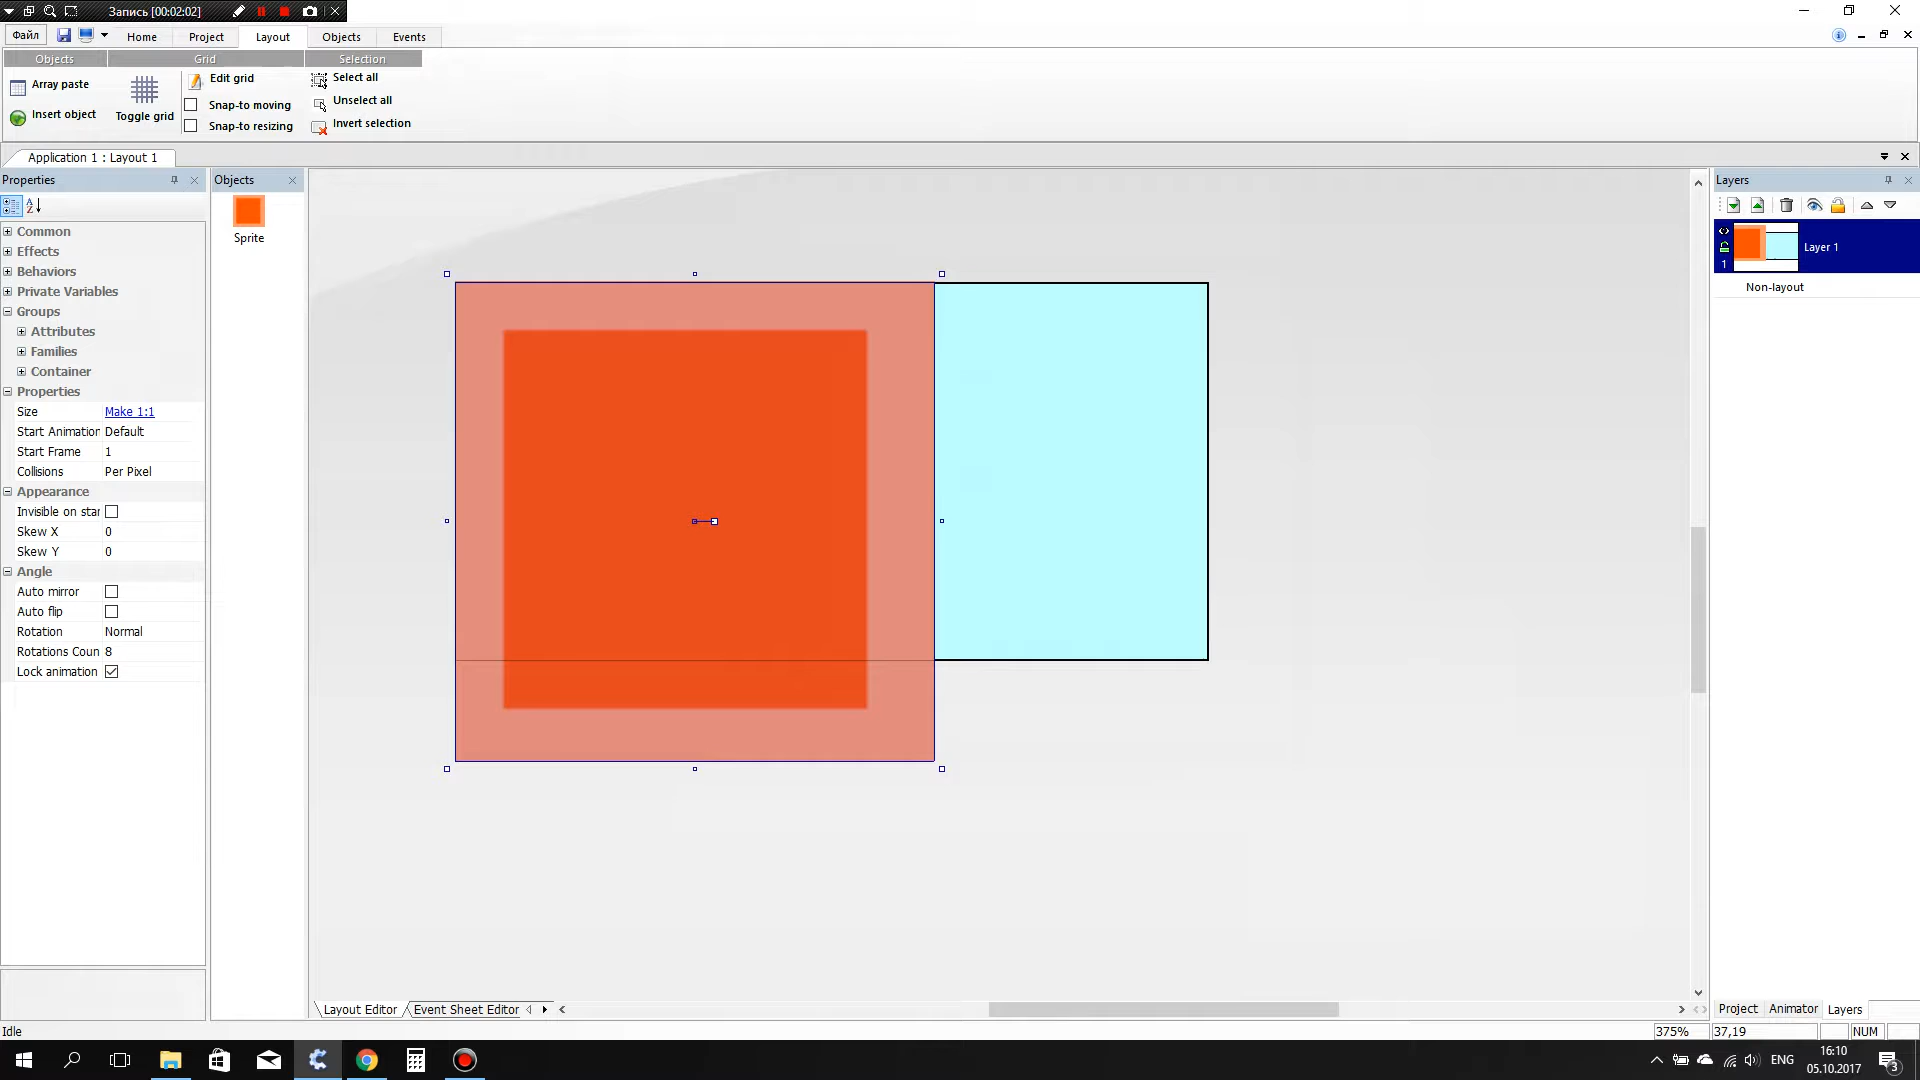 Запись [00:02:02]
Файл
Home
Project
Layout
Objects
Events
Objects
Grid
Selection
Array paste
Insert object
Toggle grid
Edit grid
Snap-to moving
Snap-to resizing
Select all
Unselect all
Invert selection
Application 1 : Layout 1
Properties
Common
Effects
Behaviors
Private Variables
Groups
Attributes
Families
Container
Properties
Size Make 1:1
Start Animation Default
Start Frame 1
Collisions Per Pixel
Appearance
Invisible on star
Skew X 0
Skew Y 0
Angle
Auto mirror
Auto flip
Rotation Normal
Rotations Coun 8
Lock animation
Objects
Sprite
Layers
Layer 1
1
Non-layout
Layout Editor
Event Sheet Editor
Project
Animator
Layers
Idle
375%
37,19
NUM
ENG
16:10
05.10.2017
3